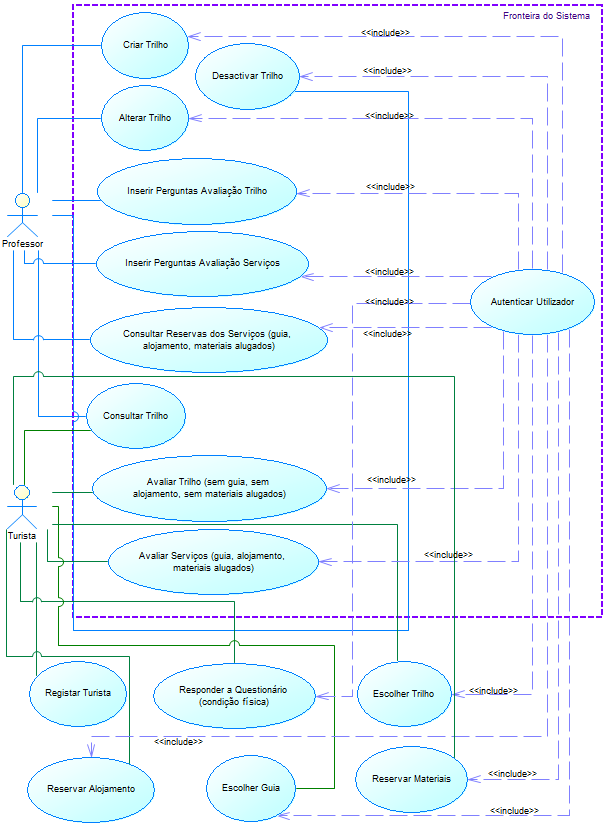 Fronteira do Sistema
<<include>>
Criar Trilho
<<include>>
Desactivar Trilho
<<include>>
Alterar Trilho
<<include>>
Inserir Perguntas Avaliação Trilho
Professor
Inserir Perguntas Avaliação Serviços
<<include>>
<<include>>
Autenticar Utilizador
Consultar Reservas dos Serviços (guia,
alojamento, materiais alugados)
<<include>>
Consultar Trilho
Avaliar Trilho (sem guia, sem
alojamento, sem materiais alugados)
<<include>>
Turista
Avaliar Serviços (guia, alojamento,
materiais alugados)
<<include>>
Registar Turista
Responder a Questionário
(condição física)
Escolher Trilho
<<include>>
<<include>>
Reservar Alojamento
Escolher Guia
Reservar Materiais
<<include>>
<<include>>